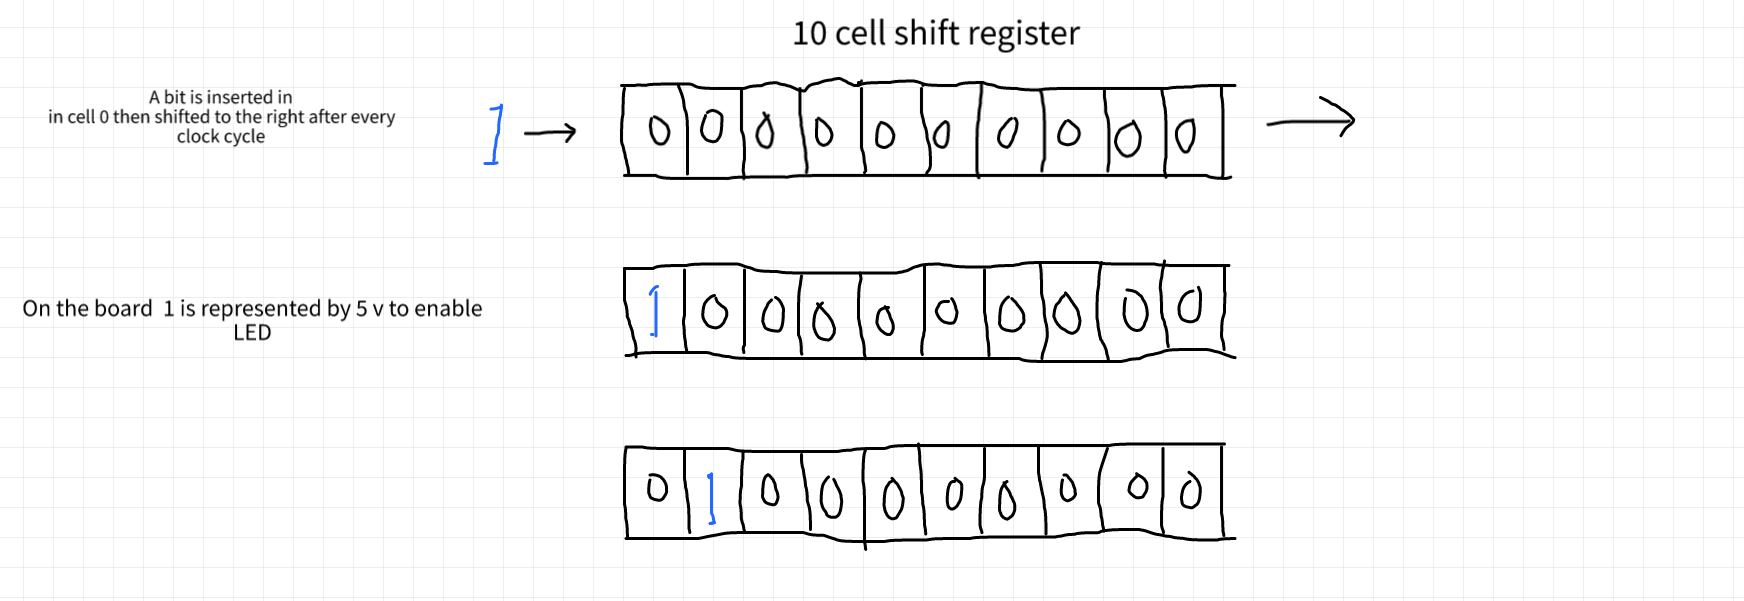 10 cell shift register
A bit is inserted in
in cell 0 then shifted to the right after every
clock cycle
1
0 0 0 0 0 0 0 0 0 0
On the board 1 is represented by 5 v to enable
LED
1 0 0 0 0 0 0 0 0 0
0 1 0 0 0 0 0 0 0 0